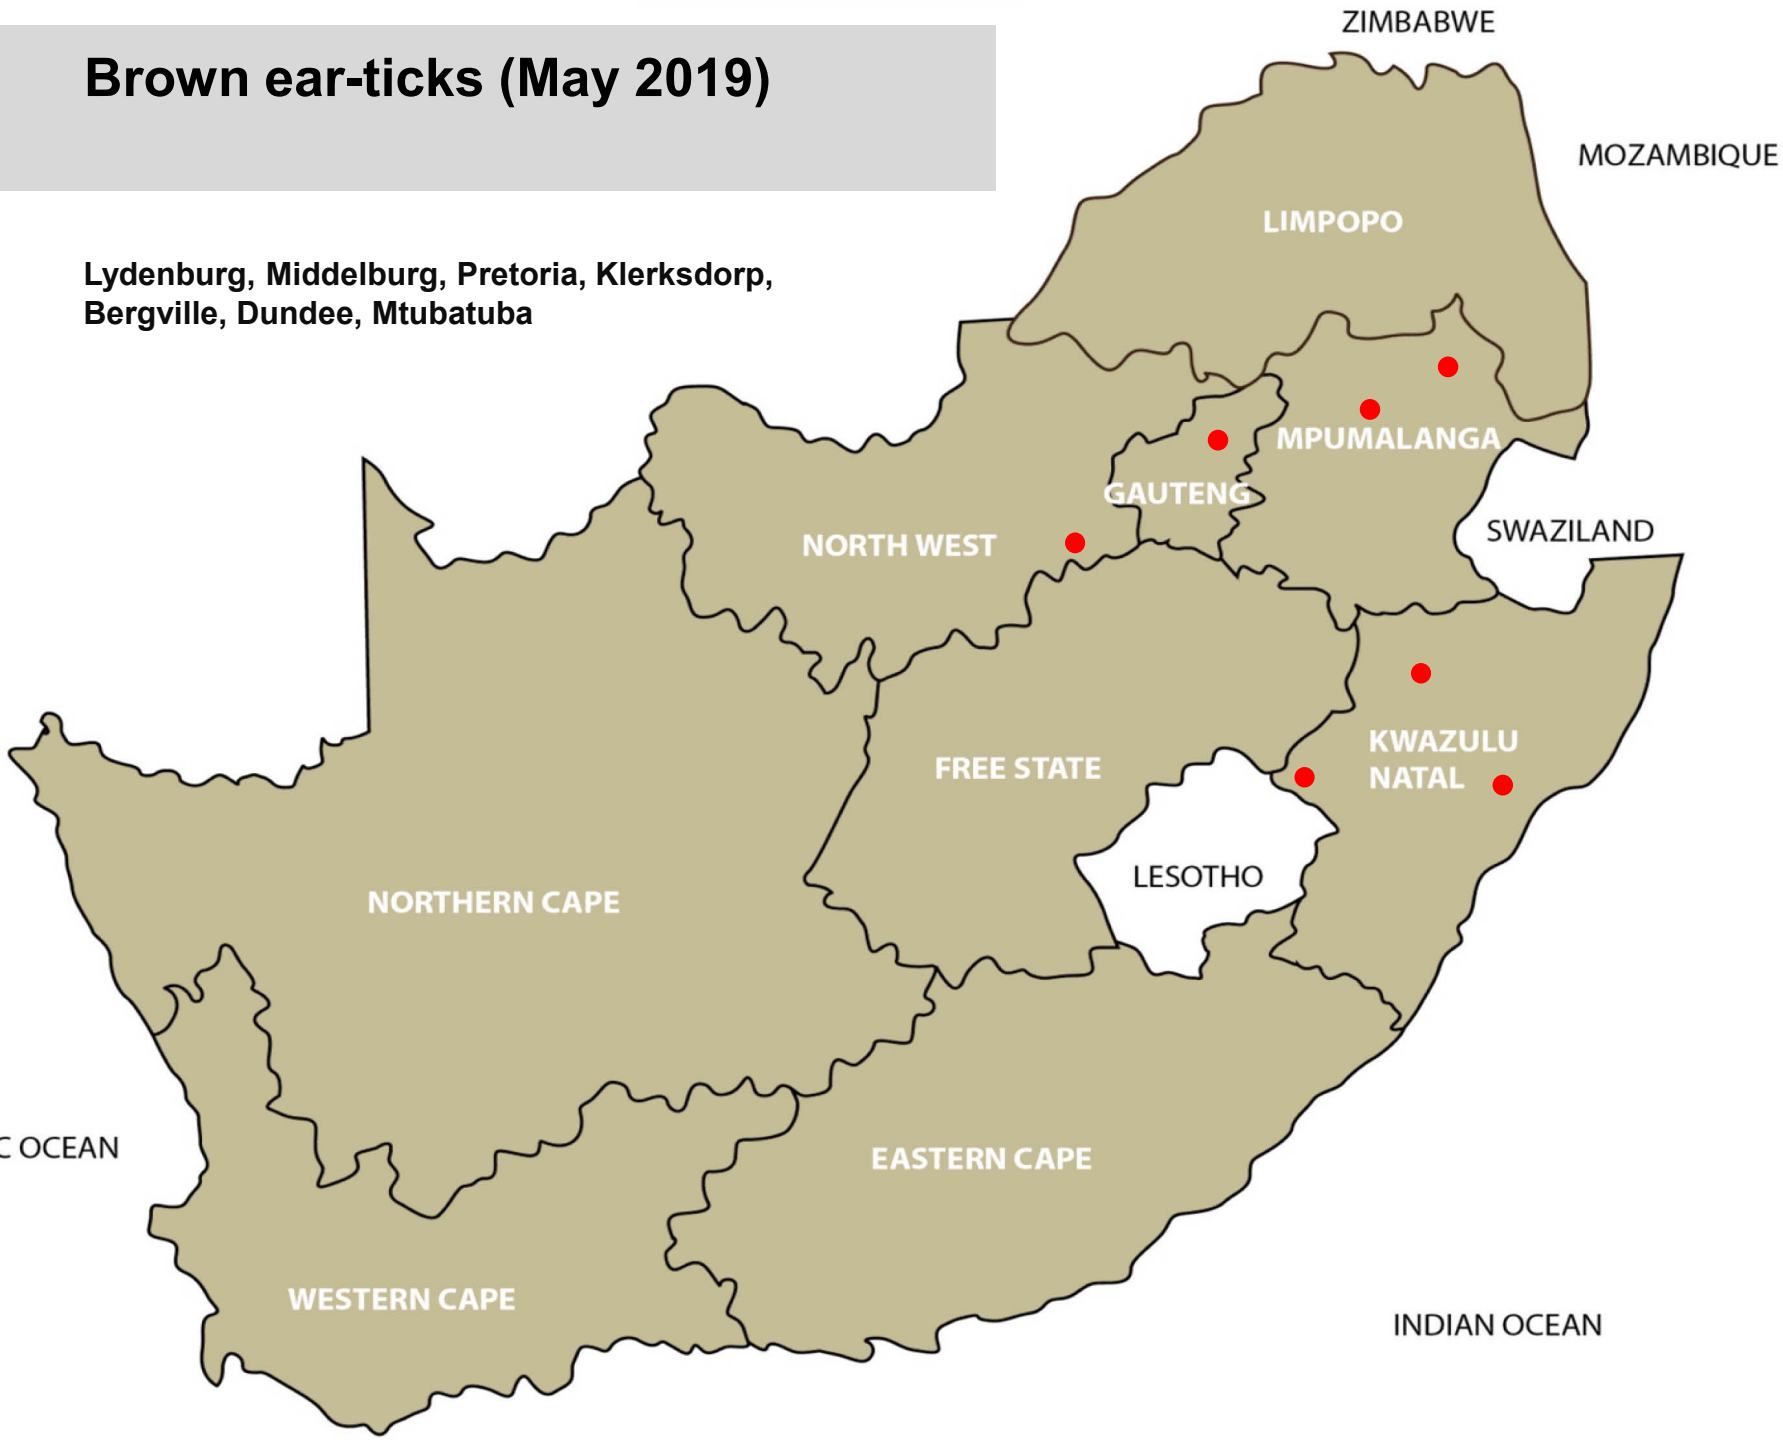 Brown ear-ticks (May 2019)
Lydenburg, Middelburg, Pretoria, Klerksdorp,
Bergville, Dundee, Mtubatuba
ZIMBABWE
MOZAMBIQUE
LIMPOPO
MPUMALANGA
GAUTENG
SWAZILAND
NORTH WEST
KWAZULU
NATAL
FREE STATE
LESOTHO
NORTHERN CAPE
C OCEAN
EASTERN CAPE
WESTERN CAPE
INDIAN OCEAN